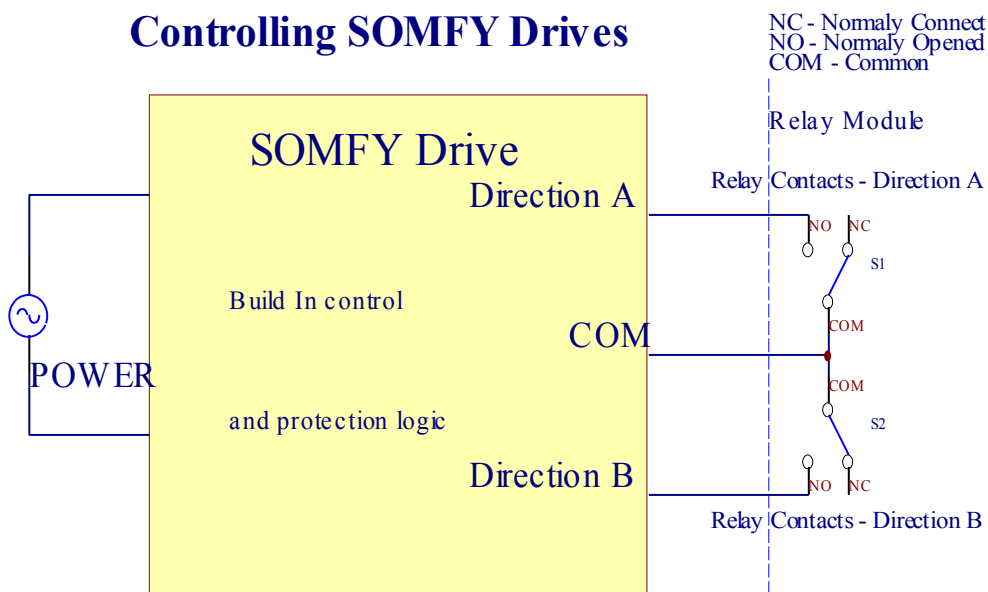 Controlling SOMFY Drives
NC - Normaly Connect
NO - Normaly Opened
COM - Common
Relay Module
SOMFY Drive
Relay Contacts - Direction A
Direction A
NO
NC
S1
Build In control
COM
COM
POWER
COM
and protection logic
S2
Direction B
NO
NC
Relay Contacts - Direction B